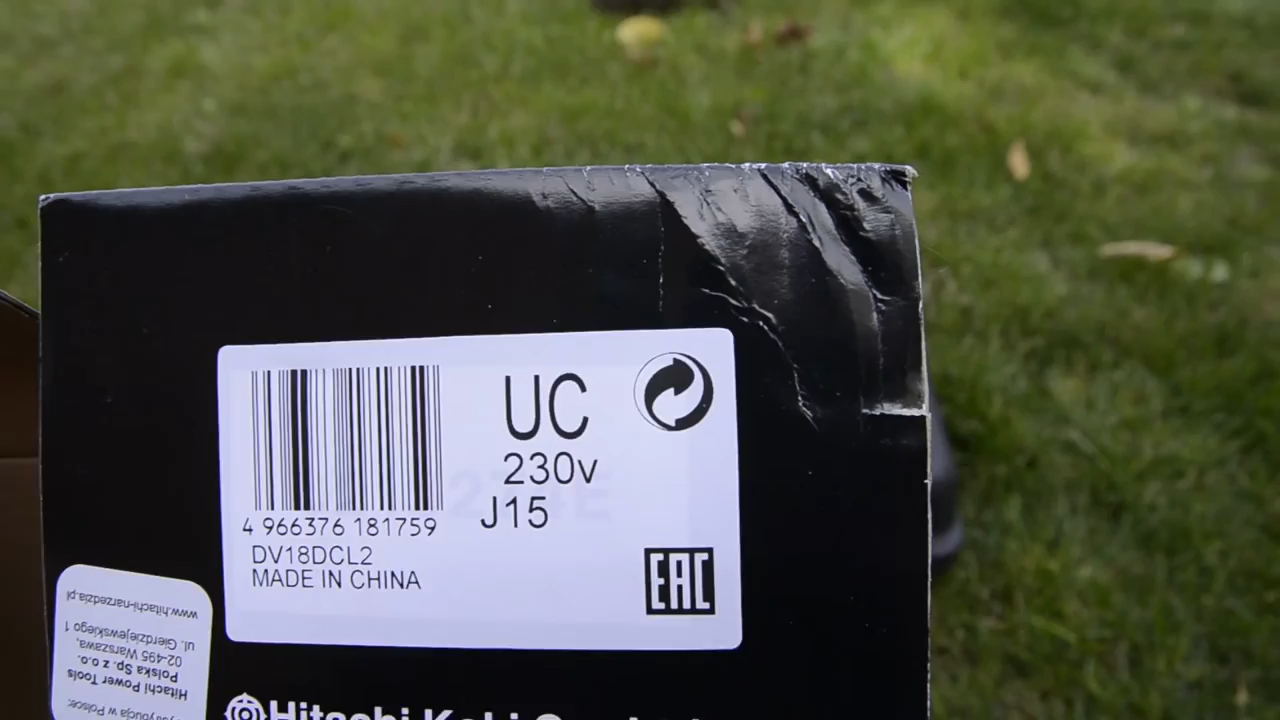 UC
230v
J15
4 966376 181759
DV18DCL2
MADE IN CHINA
EAC
www.hitachi-narzedzia.pl
ul. Gierdziejewskiego 1
02-495 Warszawa,
Polska Sp. z o.o.
Hitachi Power Tools
w Polsce:
Hitachi Koki